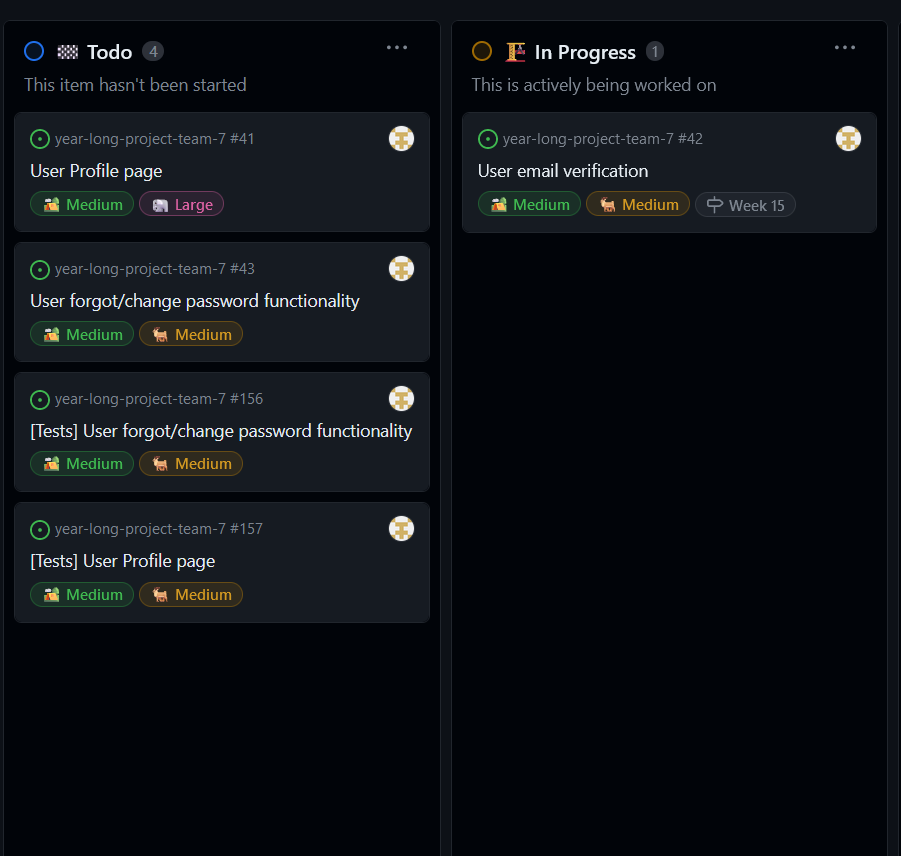 Todo 4
This item hasn't been started
year-long-project-team-7 #41
User Profile page
Medium Large
year-long-project-team-7 #43
User forgot/change password functionality
Medium Medium
year-long-project-team-7 #156
[Tests] User forgot/change password functionality
Medium Medium
year-long-project-team-7 #157
[Tests] User Profile page
Medium Medium
In Progress 1
This is actively being worked on
year-long-project-team-7 #42
User email verification
Medium Medium Week 15